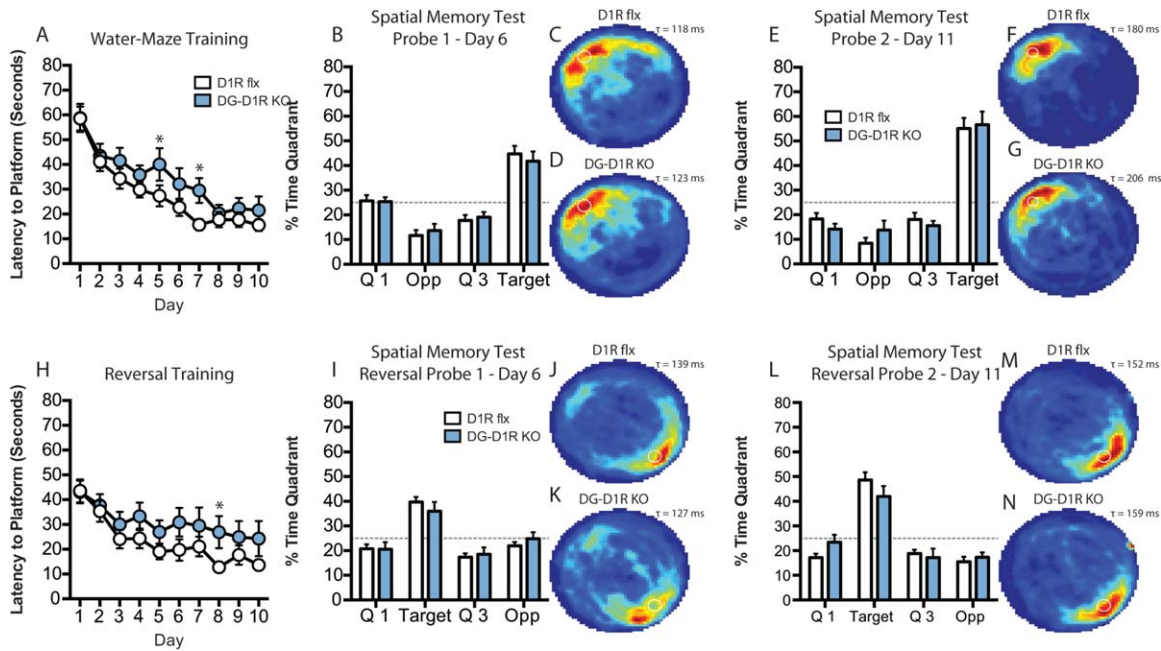 A
Water-Maze Training
Latency to Platform (Seconds)
80
70
60
50
40
30
20
10
0
D1R flx
DG-D1R KO
*
*
1 2 3 4 5 6 7 8 9 10
Day
B
Spatial Memory Test
Probe 1 - Day 6
% Time Quadrant
80
70
60
50
40
30
20
10
0
Q 1 Opp Q 3 Target
C
D1R flx
τ = 118 ms
D
DG-D1R KO
τ = 123 ms
E
Spatial Memory Test
Probe 2 - Day 11
% Time Quadrant
80
70
60
50
40
30
20
10
0
D1R flx
DG-D1R KO
Q 1 Opp Q 3 Target
F
D1R flx
τ = 180 ms
G
DG-D1R KO
τ = 206 ms
H
Reversal Training
Latency to Platform (Seconds)
80
70
60
50
40
30
20
10
0
*
1 2 3 4 5 6 7 8 9 10
Day
I
Spatial Memory Test
Reversal Probe 1 - Day 6
% Time Quadrant
80
70
60
50
40
30
20
10
0
D1R flx
DG-D1R KO
Q 1 Target Q 3 Opp
J
D1R flx
τ = 139 ms
K
DG-D1R KO
τ = 127 ms
L
Spatial Memory Test
Reversal Probe 2 - Day 11
% Time Quadrant
80
70
60
50
40
30
20
10
0
Q 1 Target Q 3 Opp
M
D1R flx
τ = 152 ms
N
DG-D1R KO
τ = 159 ms